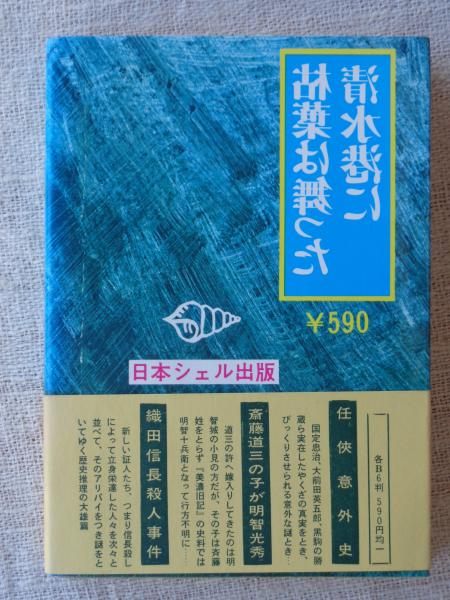 清水港に
枯葉は舞った
￥590
日本シェル出版
各B6判 590円均一
任侠意外史
国定忠治、大前田英五郎、黒駒の勝
蔵ら実在したやくざの真実をとき、
びっくりさせられる意外な謎とき…
斎藤道三の子が明智光秀
道三の許へ嫁入りしてきたのは明
智城の小見の方だが、その子は斎藤
姓をとらず『美濃旧記』の史料では
明智十兵衛となって行方不明に……
織田信長殺人事件
新しい証人たち、つまり信長殺し
によって立身栄達した人々を次々と
並べて、そのアリバイをつき謎をと
いてゆく歴史推理の大雄篇